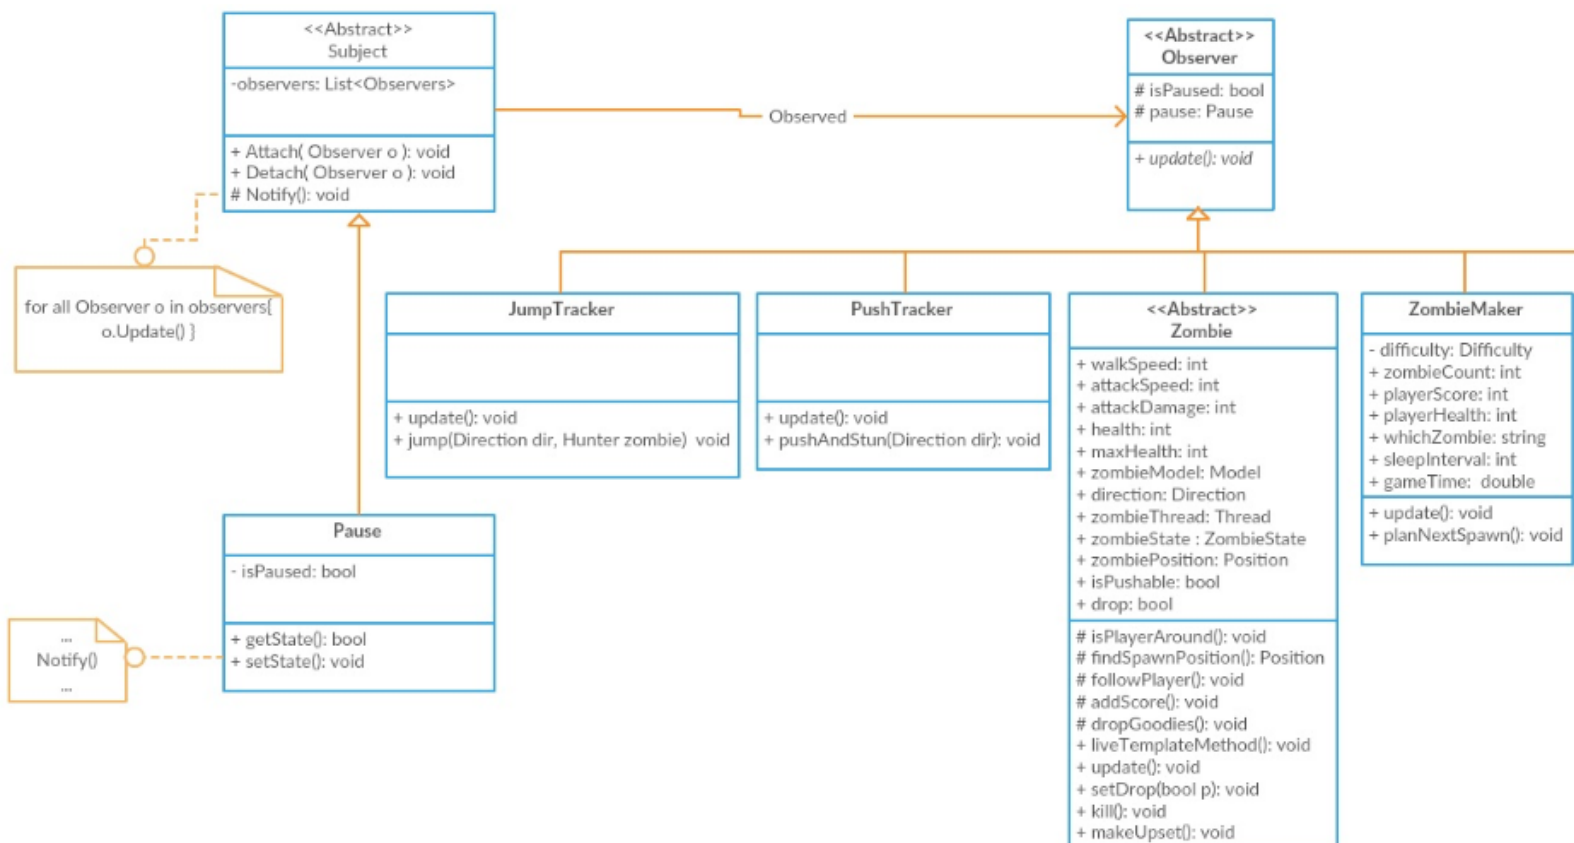 <<Abstract>>
Subject
-observers: List<Observers>
+ Attach( Observer o ): void
+ Detach( Observer o ): void
# Notify(): void
Observed
<<Abstract>>
Observer
# isPaused: bool
# pause: Pause
+ update(): void
for all Observer o in observers{
o.Update() }
JumpTracker
+ update(): void
+ jump(Direction dir, Hunter zombie) void
PushTracker
+ update(): void
+ pushAndStun(Direction dir): void
<<Abstract>>
Zombie
+ walkSpeed: int
+ attackSpeed: int
+ attackDamage: int
+ health: int
+ maxHealth: int
+ zombieModel: Model
+ direction: Direction
+ zombieThread: Thread
+ zombieState : ZombieState
+ zombiePosition: Position
+ isPushable: bool
+ drop: bool
# isPlayerAround(): void
# findSpawnPosition(): Position
# followPlayer(): void
# addScore(): void
# dropGoodies(): void
+ liveTemplateMethod(): void
+ update(): void
+ setDrop(bool p): void
+ kill(): void
+ makeUpset(): void
ZombieMaker
- difficulty: Difficulty
+ zombieCount: int
+ playerScore: int
+ playerHealth: int
+ whichZombie: string
+ sleepInterval: int
+ gameTime: double
+ update(): void
+ planNextSpawn(): void
Pause
- isPaused: bool
+ getState(): bool
+ setState(): void
...
Notify()
...